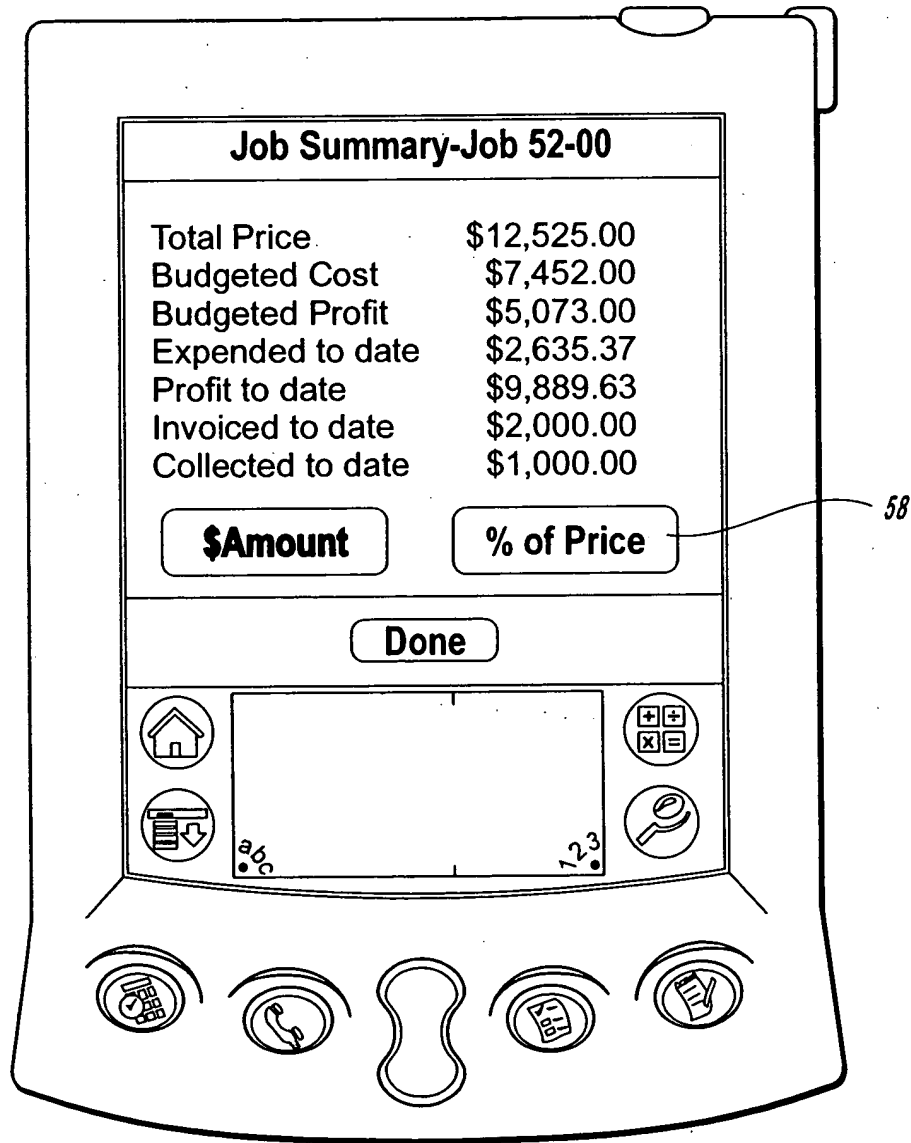 Job Summary-Job 52-00
Total Price $12,525.00
Budgeted Cost $7,452.00
Budgeted Profit $5,073.00
Expended to date $2,635.37
Profit to date $9,889.63
Invoiced to date $2,000.00
Collected to date $1,000.00
$Amount % of Price
58
Done
abc 123